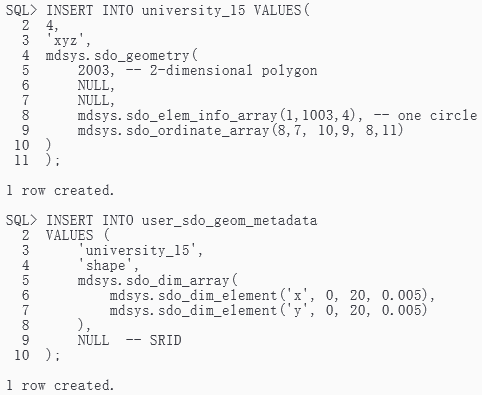 SQL> INSERT INTO university_15 VALUES(
  2  4,
  3  'xyz',
  4  mdsys.sdo_geometry(
  5      2003, -- 2-dimensional polygon
  6      NULL,
  7      NULL,
  8      mdsys.sdo_elem_info_array(1,1003,4), -- one circle
  9      mdsys.sdo_ordinate_array(8,7, 10,9, 8,11)
 10  )
 11  );
1 row created.
SQL> INSERT INTO user_sdo_geom_metadata
  2  VALUES (
  3      'university_15',
  4      'shape',
  5      mdsys.sdo_dim_array(
  6          mdsys.sdo_dim_element('x', 0, 20, 0.005),
  7          mdsys.sdo_dim_element('y', 0, 20, 0.005)
  8      ),
  9      NULL  -- SRID
 10  );
1 row created.